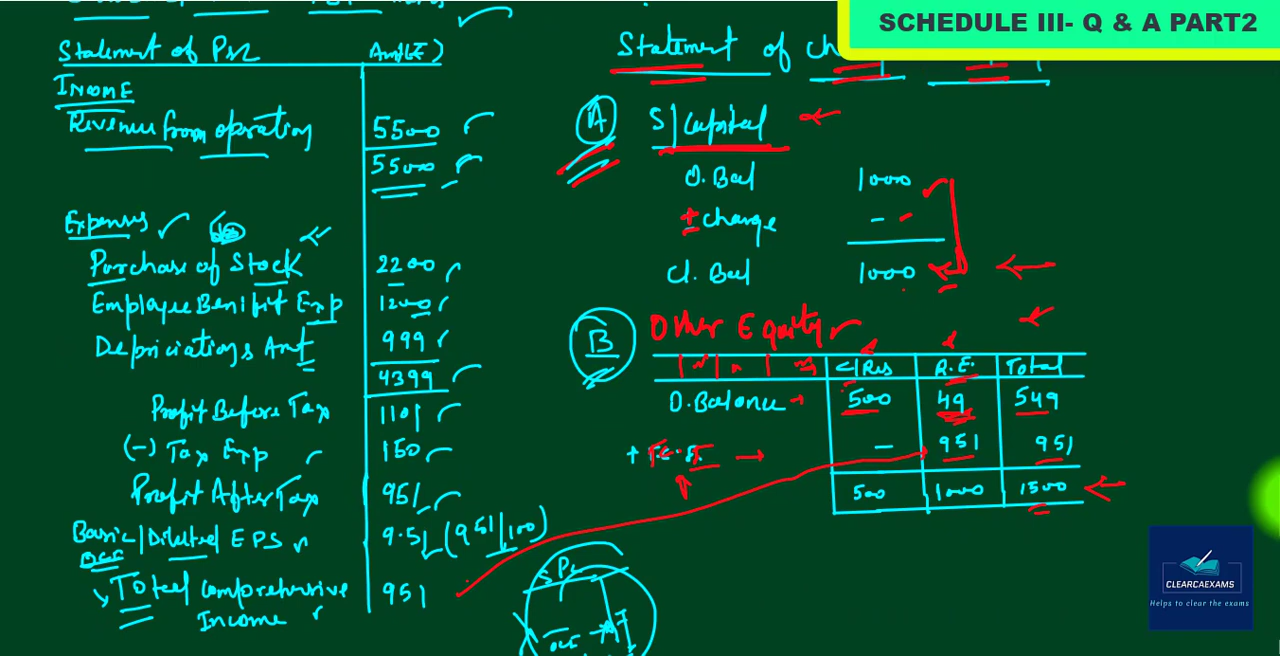 SCHEDULE III- Q & A PART2
Statement of P&L Amt(₹)
INCOME
Revenue from operating 5500
5500
Expenses
Purchase of Stock 2200
Employee Benifit Exp 1200
Depriciations Amt 999
4399
Profit Before Tax 1101
(-) Tax Exp 150
Profit After Tax 951
Basic/Diluted EPS 9.51 (951/100)
Total Comprehensive 951
Income
Statement of
A S/Capital
O. Bal 1000
± change -
Cl. Bal 1000
B Other Equity
R.E. Total
O. Balance 500 49 549
+ T.C.I. - 951 951
500 1000 1500
CLEARCAEXAMS
Helps to clear the exams